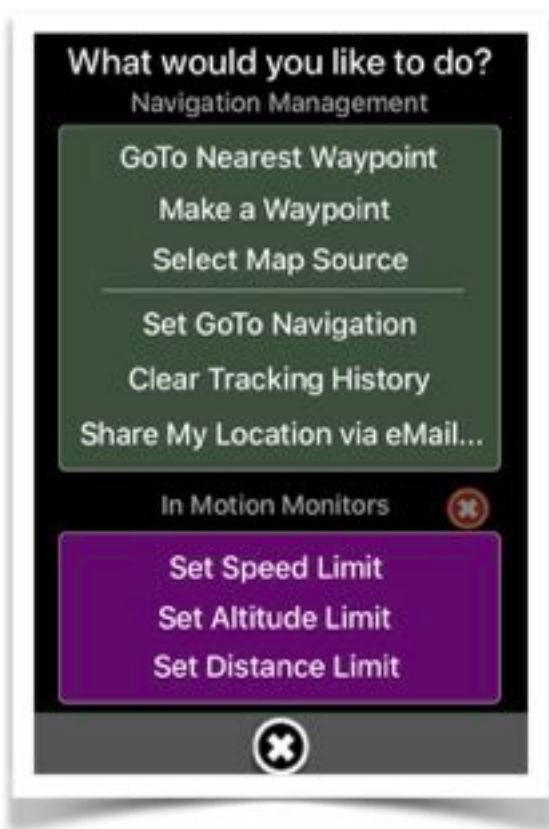 What would you like to do?
Navigation Management
GoTo Nearest Waypoint
Make a Waypoint
Select Map Source
Set GoTo Navigation
Clear Tracking History
Share My Location via eMail...
In Motion Monitors
Set Speed Limit
Set Altitude Limit
Set Distance Limit